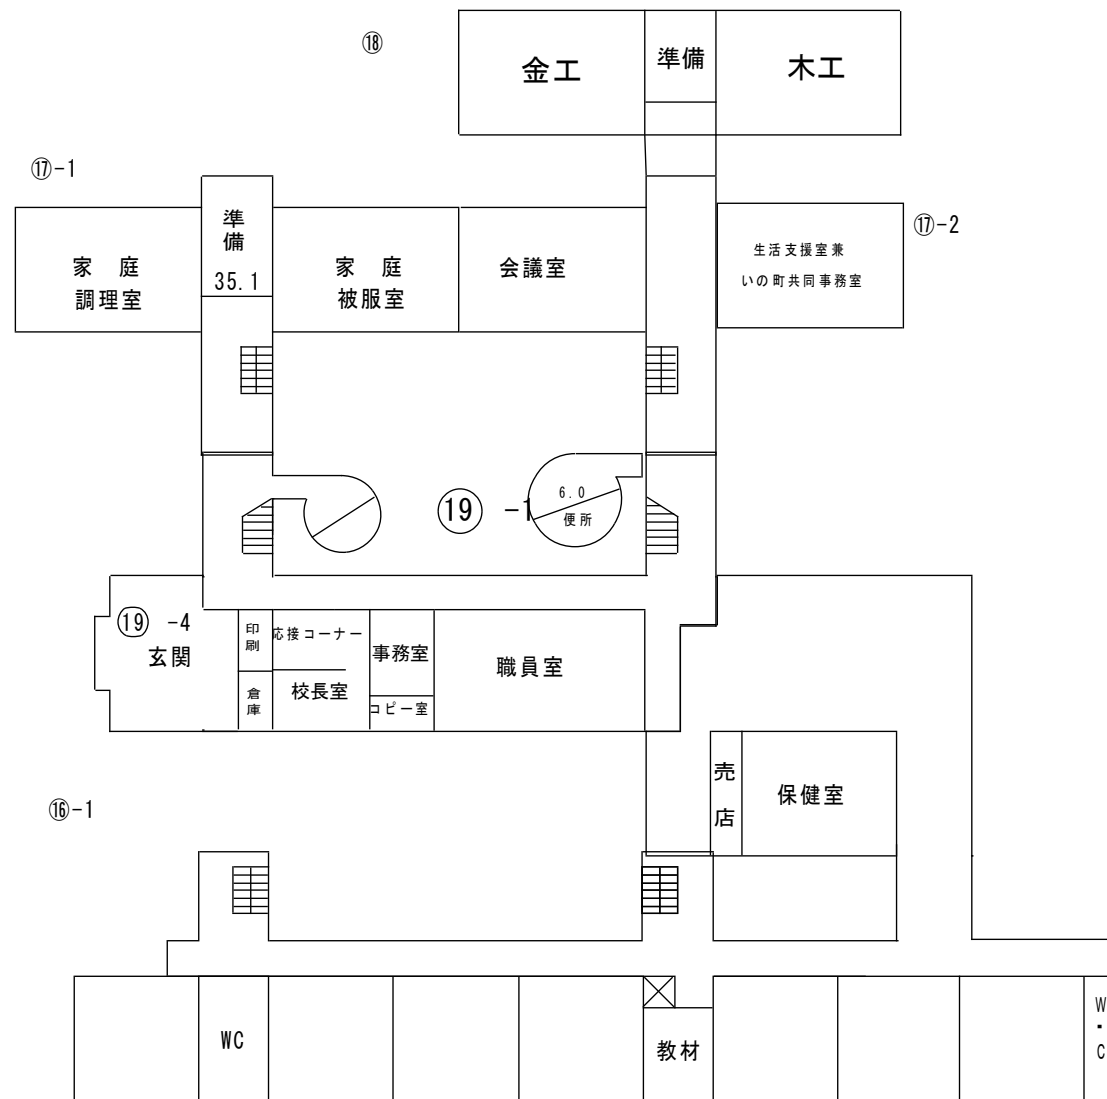 ⑱
金工
準備
木工
⑰-1
準備
35.1
家 庭
調理室
家 庭
被服室
会議室
⑰-2
生活支援室兼
いの町共同事務室
⑲ -1
6.0
便所
⑲ -4
玄関
印刷
倉庫
応接コーナー
校長室
事務室
コピー室
職員室
売店
保健室
⑯-1
WC
教材
W・C